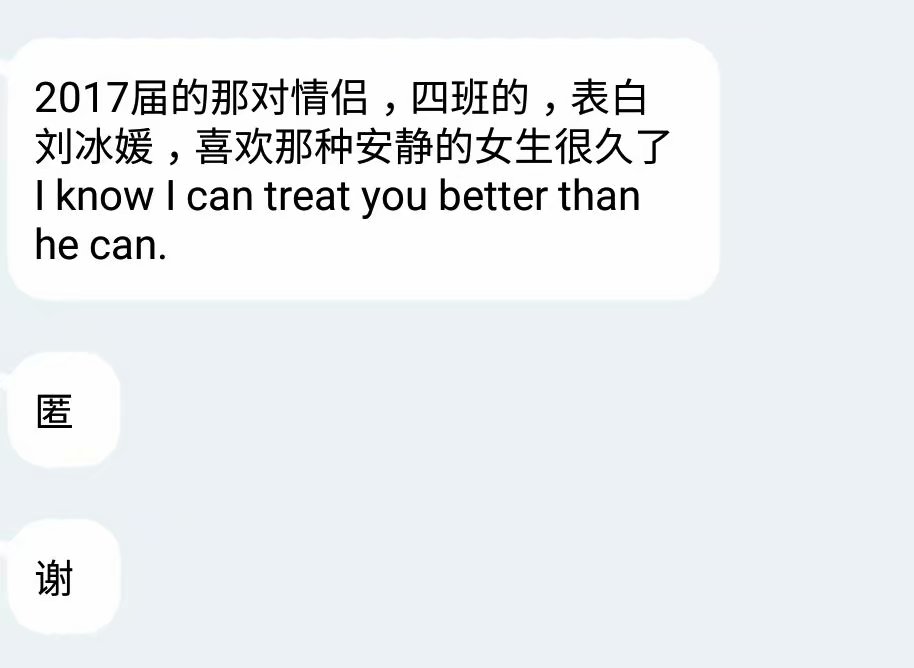 2017届的那对情侣，四班的，表白
刘冰媛，喜欢那种安静的女生很久了
I know I can treat you better than
he can.
匿
谢